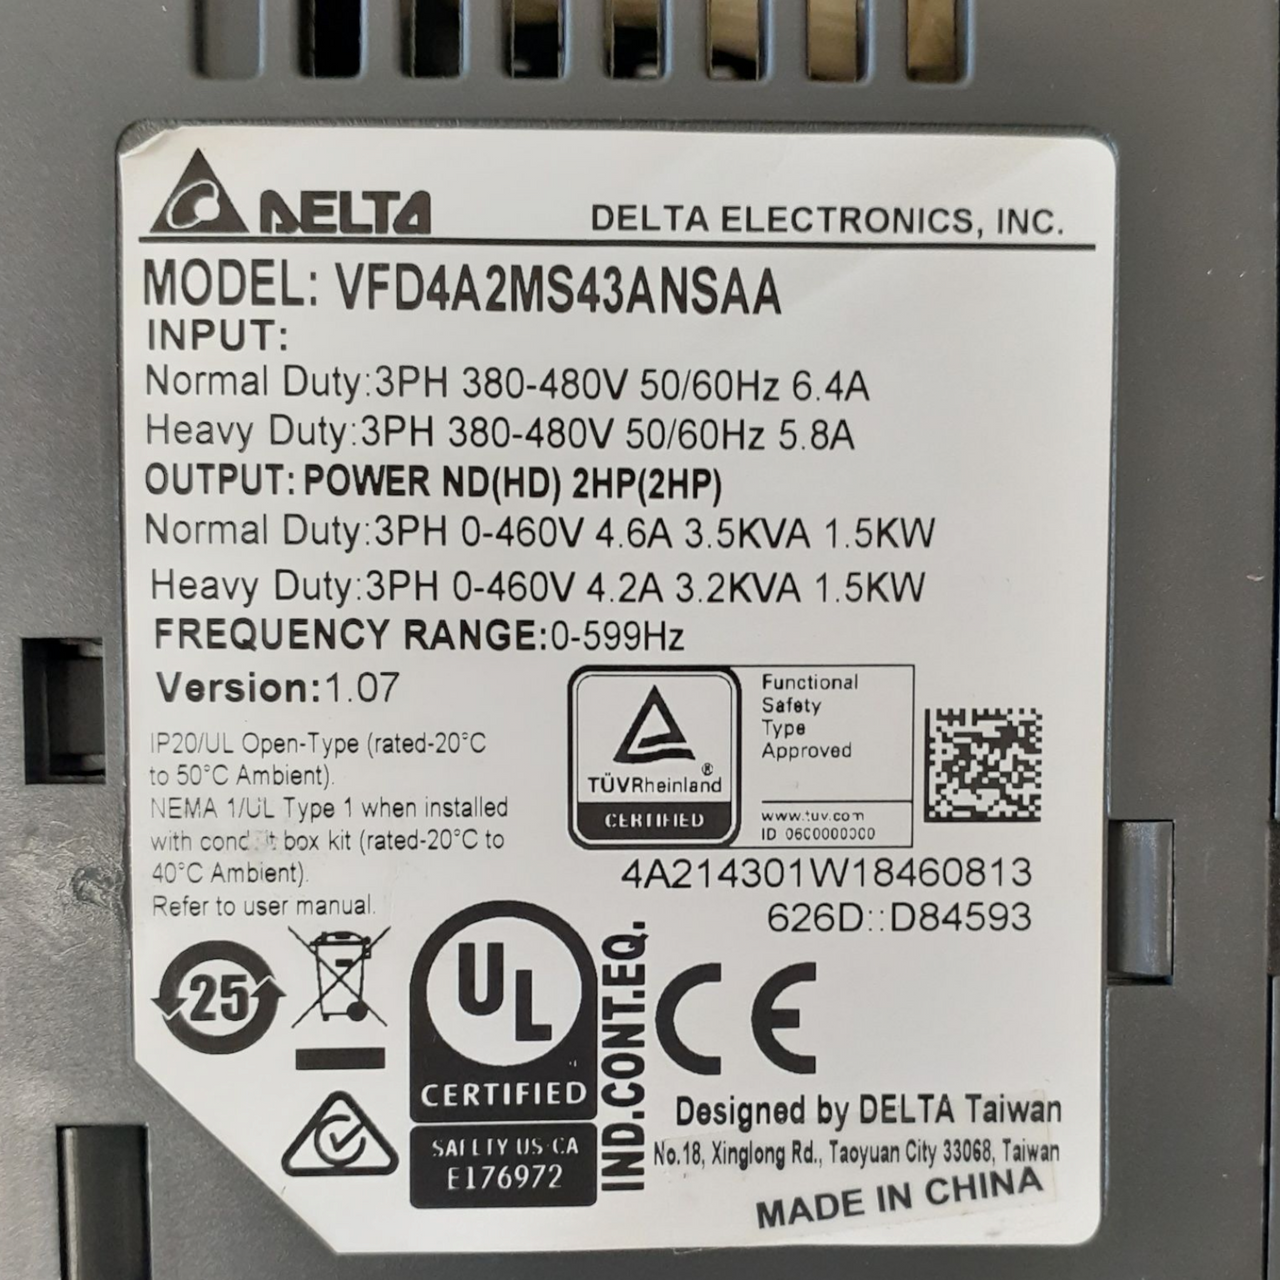 DELTA
DELTA ELECTRONICS, INC.
MODEL: VFD4A2MS43ANSAA
INPUT:
Normal Duty:3PH 380-480V 50/60Hz 6.4A
Heavy Duty:3PH 380-480V 50/60Hz 5.8A
OUTPUT: POWER ND(HD) 2HP(2HP)
Normal Duty:3PH 0-460V 4.6A 3.5KVA 1.5KW
Heavy Duty:3PH 0-460V 4.2A 3.2KVA 1.5KW
FREQUENCY RANGE:0-599Hz
Version:1.07
IP20/UL Open-Type (rated-20°C
to 50°C Ambient).
NEMA 1/UL Type 1 when installed
with box kit (rated-20°C to
40°C Ambient).
Refer to user manual.
TÜVRheinland ®
CERTIFIED
Functional
Safety
Type
Approved
www.tuv.com
ID 0600000000
4A214301W18460813
626D::D84593
25
UL
CERTIFIED
SAFETY US-CA
E176972
IND.CONT.EQ.
CE
Designed by DELTA Taiwan
No.18, Xinglong Rd., Taoyuan City 33068, Taiwan
MADE IN CHINA